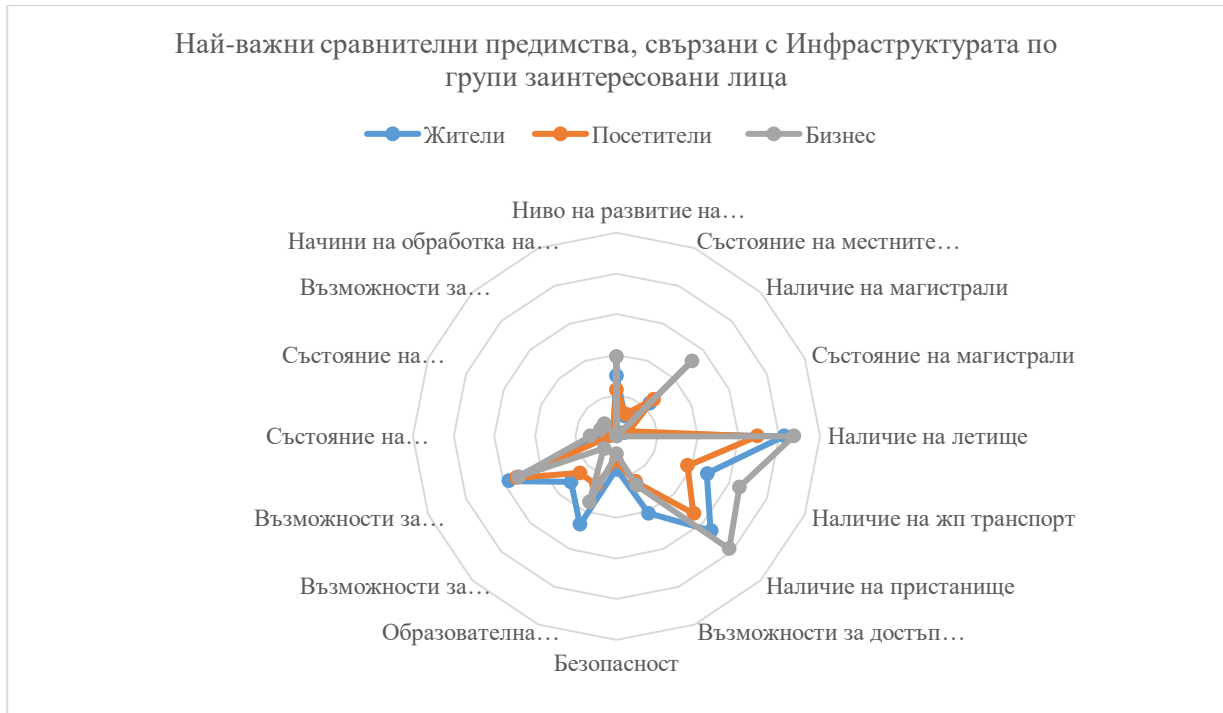 Най-важни сравнителни предимства, свързани с Инфраструктурата по
групи заинтересовани лица
Жители
Посетители
Бизнес
Ниво на развитие на…
Състояние на местните…
Наличие на магистрали
Състояние на магистрали
Наличие на летище
Наличие на жп транспорт
Наличие на пристанище
Възможности за достъп…
Безопасност
Образователна…
Възможности за…
Възможности за…
Състояние на…
Състояние на…
Възможности за…
Начини на обработка на…